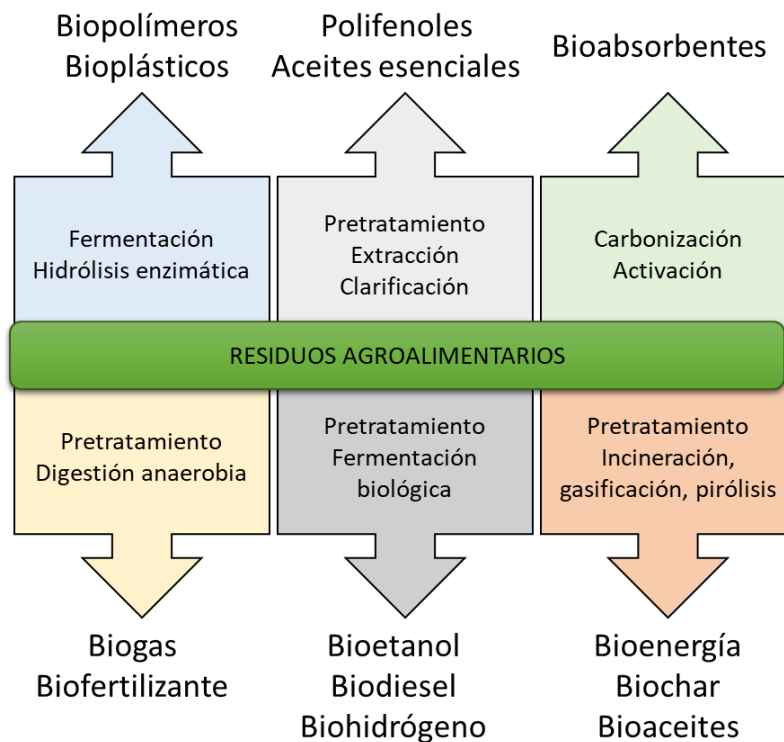 Biopolímeros
Bioplásticos
Polifenoles
Aceites esenciales
Bioabsorbentes
Fermentación
Hidrólisis enzimática
Pretratamiento
Extracción
Clarificación
Carbonización
Activación
RESIDUOS AGROALIMENTARIOS
Pretratamiento
Digestión anaerobia
Pretratamiento
Fermentación
biológica
Pretratamiento
Incineración,
gasificación, pirólisis
Biogas
Biofertilizante
Bioetanol
Biodiesel
Biohidrógeno
Bioenergía
Biochar
Bioaceites